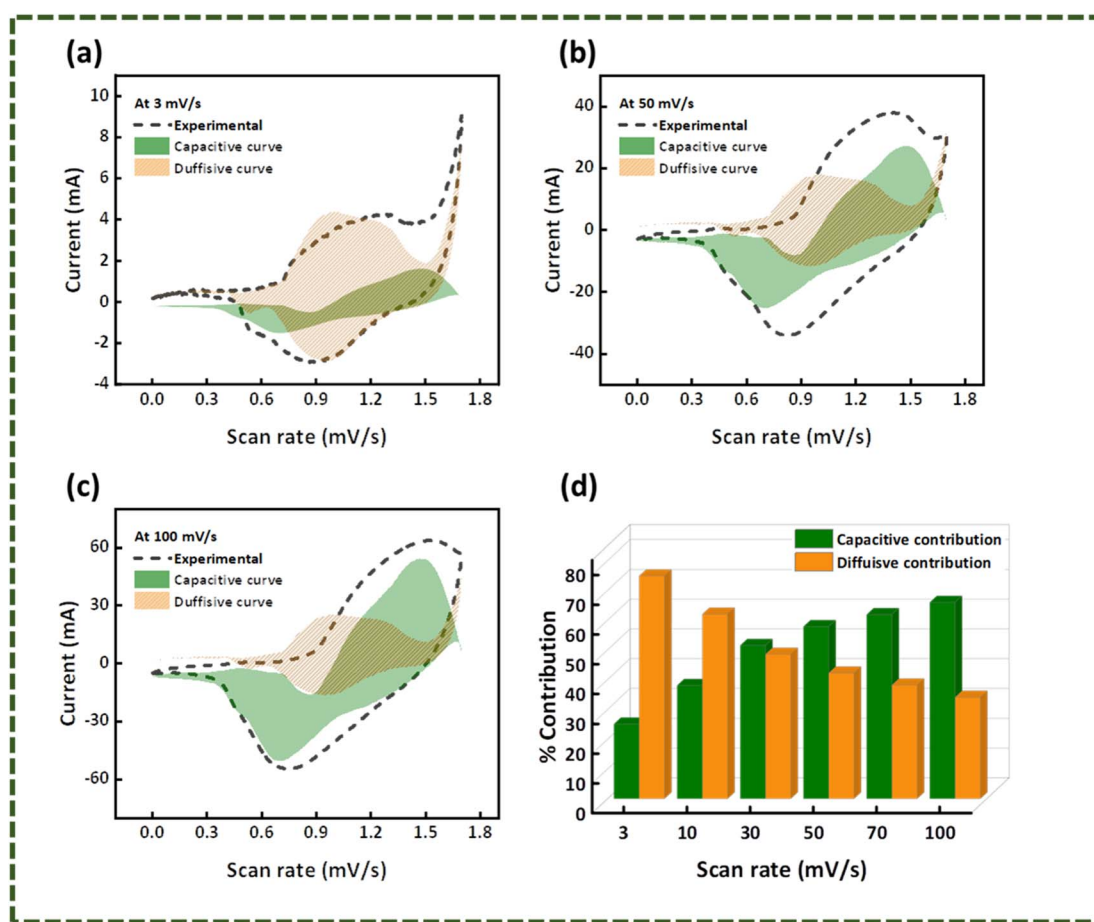 (a)
At 3 mV/s
Experimental
Capacitive curve
Duffisive curve
Current (mA)
10
8
6
4
2
0
-2
-4
0.0 0.3 0.6 0.9 1.2 1.5 1.8
Scan rate (mV/s)
(b)
At 50 mV/s
Experimental
Capacitive curve
Duffisive curve
Current (mA)
40
20
0
-20
-40
0.0 0.3 0.6 0.9 1.2 1.5 1.8
Scan rate (mV/s)
(c)
At 100 mV/s
Experimental
Capacitive curve
Duffisive curve
Current (mA)
60
30
0
-30
-60
0.0 0.3 0.6 0.9 1.2 1.5 1.8
Scan rate (mV/s)
(d)
Capacitive contribution
Diffuisve contribution
% Contribution
80
70
60
50
40
30
20
10
0
3 10 30 50 70 100
Scan rate (mV/s)